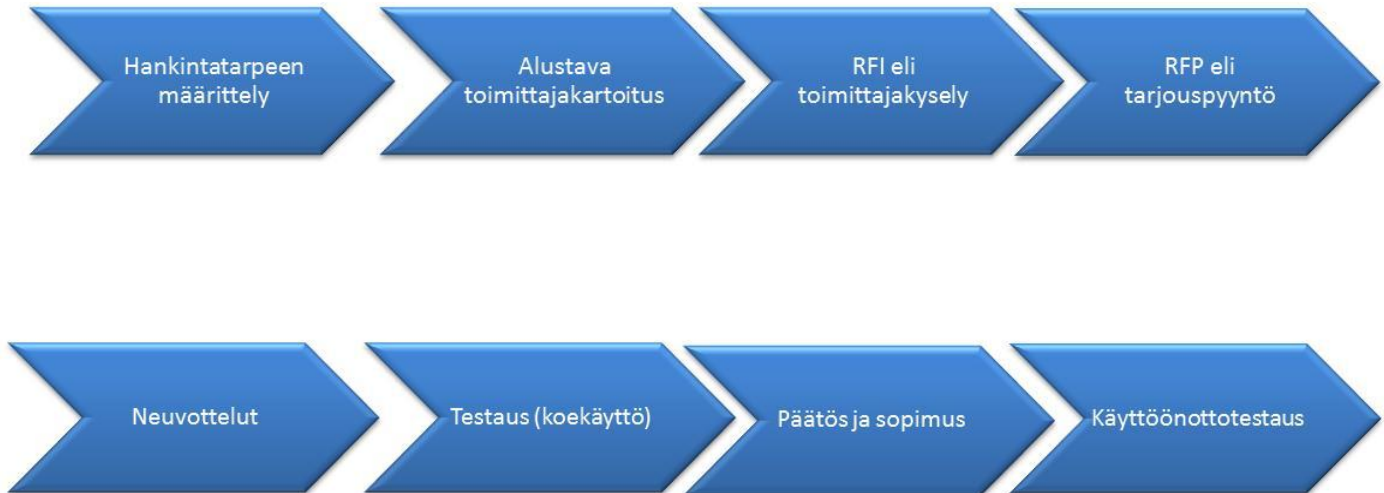 Hankintatarpeen
määrittely
Alustava
toimittajakartoitus
RFI eli
toimittajakysely
RFP eli
tarjouspyyntö
Neuvottelut
Testaus (koekäyttö)
Päätös ja sopimus
Käyttöönottotestaus